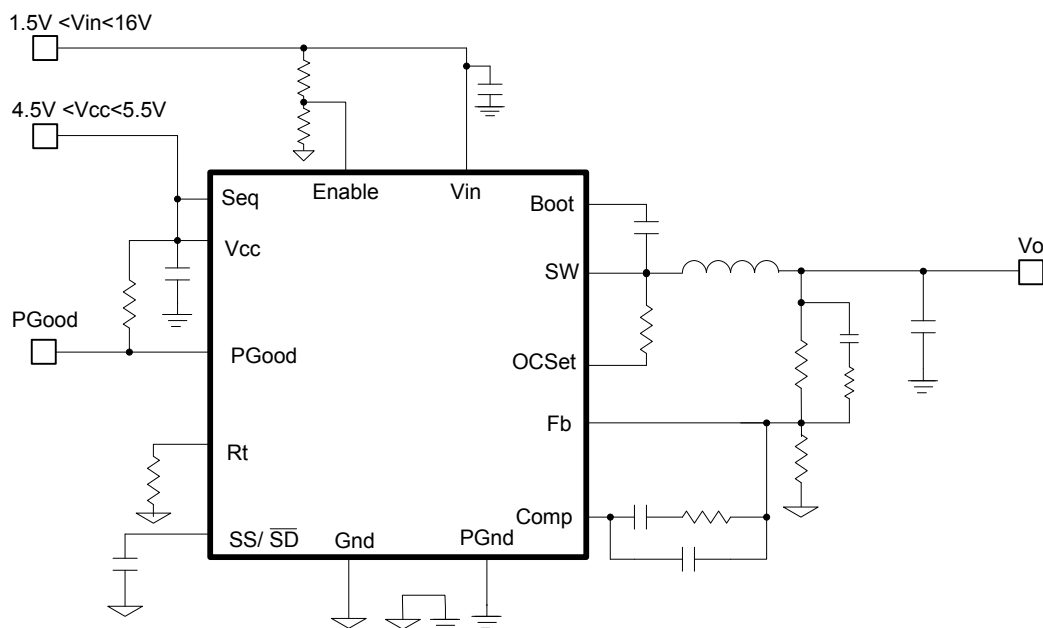 1.5V <Vin<16V
4.5V <Vcc<5.5V
Seq
Enable
Vin
Boot
Vcc
SW
Vo
PGood
PGood
OCSet
Fb
Rt
Comp
SS/ SD
Gnd
PGnd